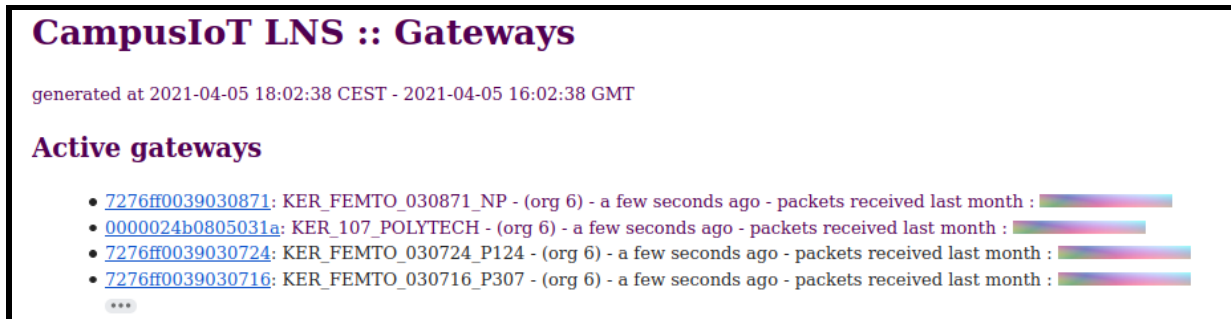 CampusIoT LNS :: Gateways
generated at 2021-04-05 18:02:38 CEST - 2021-04-05 16:02:38 GMT
Active gateways
7276ff0039030871: KER_FEMTO_030871_NP - (org 6) - a few seconds ago - packets received last month :
0000024b0805031a: KER_107_POLYTECH - (org 6) - a few seconds ago - packets received last month :
7276ff0039030724: KER_FEMTO_030724_P124 - (org 6) - a few seconds ago - packets received last month :
7276ff0039030716: KER_FEMTO_030716_P307 - (org 6) - a few seconds ago - packets received last month :